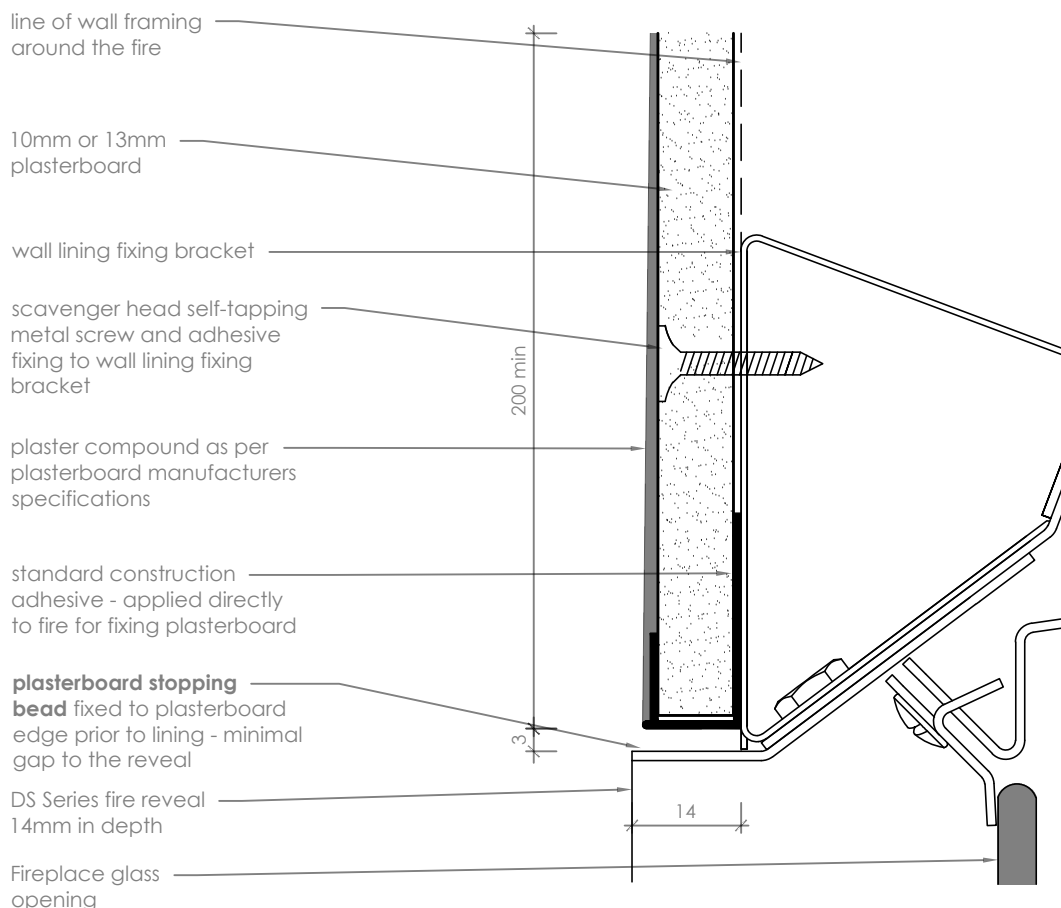 line of wall framing
around the fire
10mm or 13mm
plasterboard
wall lining fixing bracket
scavenger head self-tapping
metal screw and adhesive
fixing to wall lining fixing
bracket
200 min
plaster compound as per
plasterboard manufacturers
specifications
standard construction
adhesive - applied directly
to fire for fixing plasterboard
plasterboard stopping
bead fixed to plasterboard
edge prior to lining - minimal
gap to the reveal
3
DS Series fire reveal
14mm in depth
14
Fireplace glass
opening